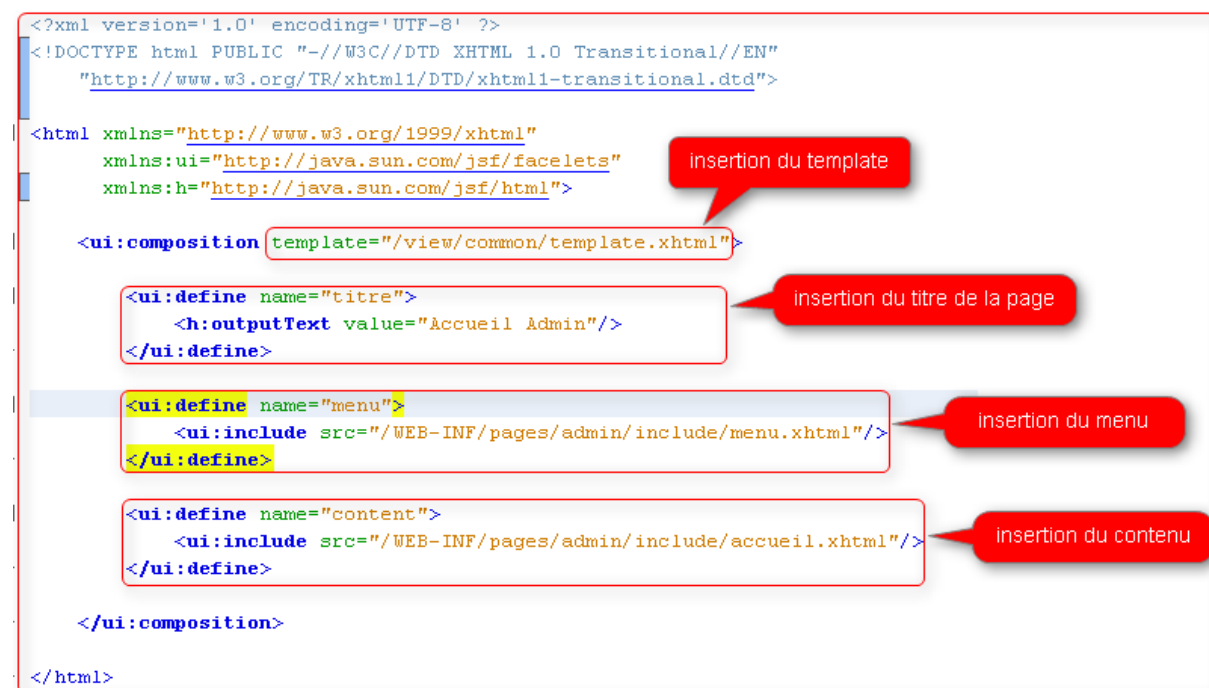 <?xml version='1.0' encoding='UTF-8' ?>
<!DOCTYPE html PUBLIC "-//W3C//DTD XHTML 1.0 Transitional//EN"
"http://www.w3.org/TR/xhtml1/DTD/xhtml1-transitional.dtd">
<html xmlns="http://www.w3.org/1999/xhtml"
xmlns:ui="http://java.sun.com/jsf/facelets"
xmlns:h="http://java.sun.com/jsf/html">
insertion du template
<ui:composition template="/view/common/template.xhtml">
<ui:define name="titre">
insertion du titre de la page
<h:outputText value="Accueil Admin"/>
</ui:define>
<ui:define name="menu">
insertion du menu
<ui:include src="/WEB-INF/pages/admin/include/menu.xhtml"/>
</ui:define>
<ui:define name="content">
insertion du contenu
<ui:include src="/WEB-INF/pages/admin/include/accueil.xhtml"/>
</ui:define>
</ui:composition>
</html>